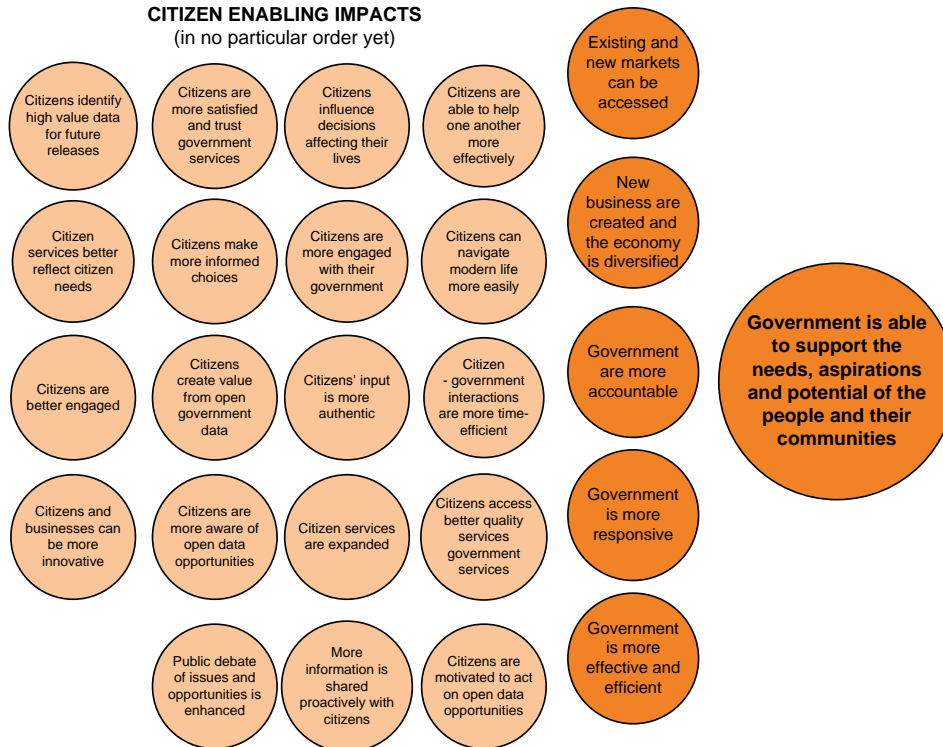 CITIZEN ENABLING IMPACTS
(in no particular order yet)
Citizens identify
high value data
for future
releases
Citizens are
more satisfied
and trust
government
services
Citizens
influence
decisions
affecting their
lives
Citizens are
able to help
one another
more
effectively
Existing and
new markets
can be
accessed
Citizen
services better
reflect citizen
needs
Citizens make
more informed
choices
Citizens are
more engaged
with their
government
Citizens can
navigate
modern life
more easily
New
business are
created and
the economy
is diversified
Citizens are
better engaged
Citizens
create value
from open
government
data
Citizens' input
is more
authentic
Citizen
- government
interactions
are more time-
efficient
Government
are more
accountable
Government is able
to support the
needs, aspirations
and potential of the
people and their
communities
Citizens and
businesses can
be more
innovative
Citizens are
more aware of
open data
opportunities
Citizen services
are expanded
Citizens access
better quality
services
government
services
Government
is more
responsive
Public debate
of issues and
opportunities is
enhanced
More
information is
shared
proactively with
citizens
Citizens are
motivated to act
on open data
opportunities
Government
is more
effective and
efficient